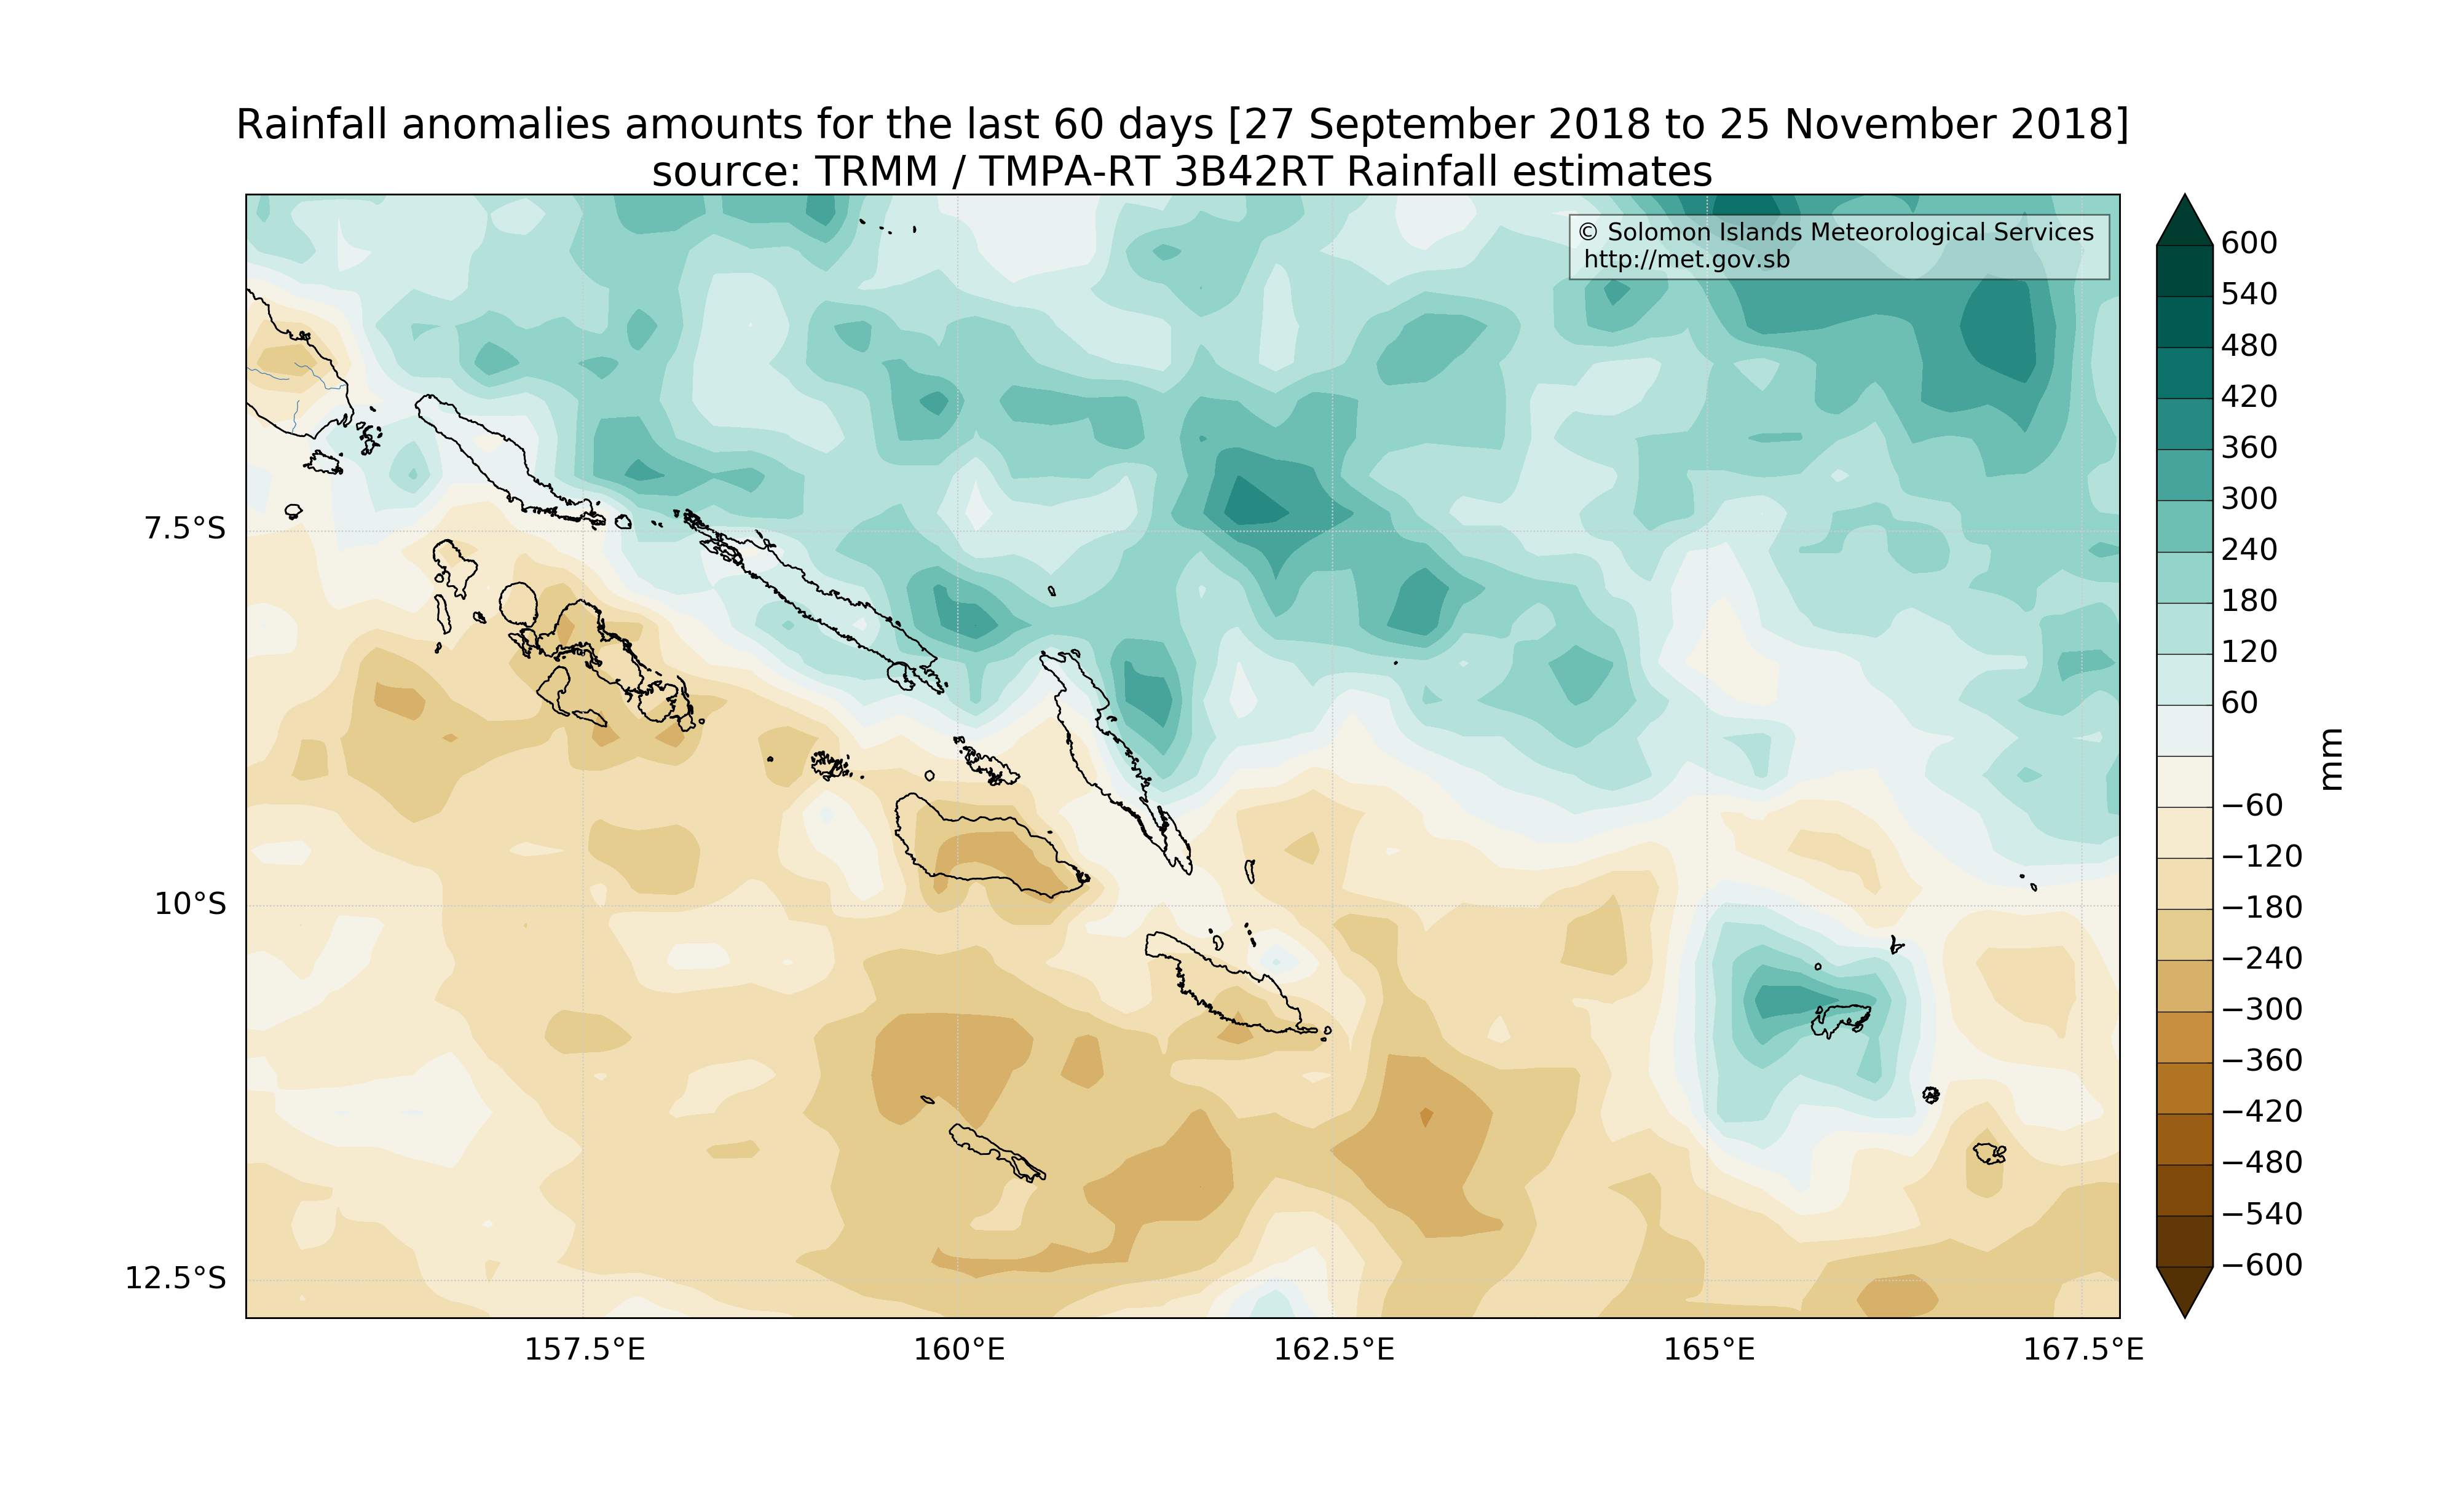 Rainfall anomalies amounts for the last 60 days [27 September 2018 to 25 November 2018]
source: TRMM / TMPA-RT 3B42RT Rainfall estimates
© Solomon Islands Meteorological Services
http://met.gov.sb
7.5°S
10°S
12.5°S
157.5°E
160°E
162.5°E
165°E
167.5°E
600
540
480
420
360
300
240
180
120
60
−60
−120
−180
−240
−300
−360
−420
−480
−540
−600
mm